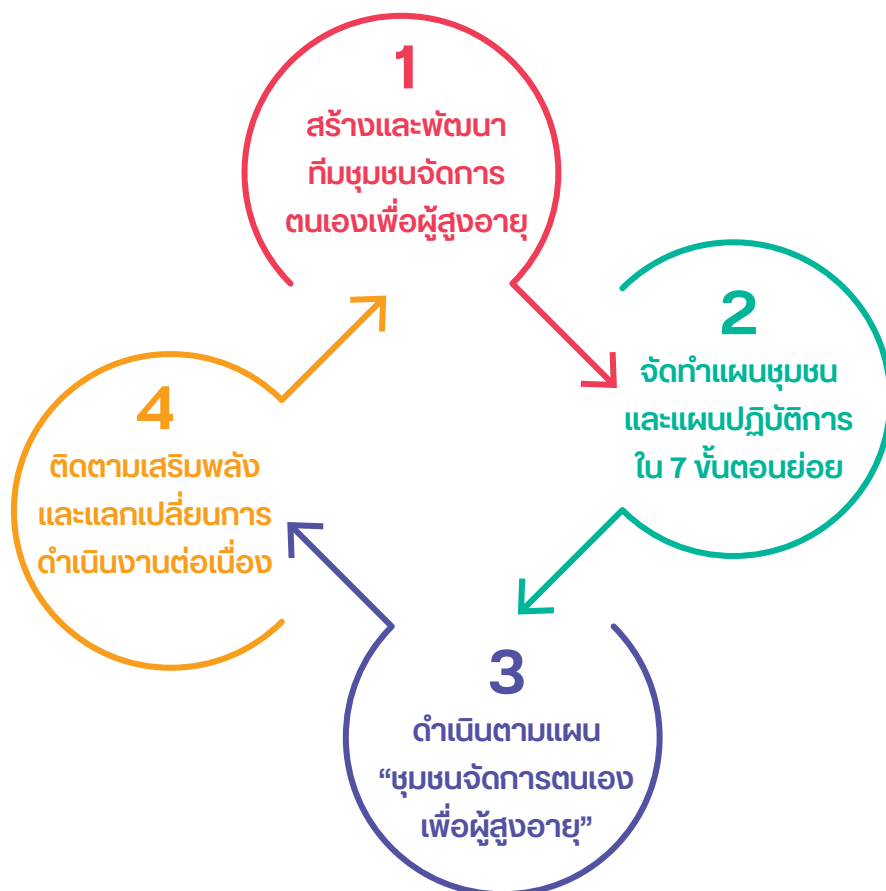 1
สร้างและพัฒนา
ทีมชุมชนจัดการ
ตนเองเพื่อผู้สูงอายุ
2
จัดทำแผนชุมชน
และแผนปฏิบัติการ
ใน 7 ขั้นตอนย่อย
3
ดำเนินตามแผน
“ชุมชนจัดการตนเอง
เพื่อผู้สูงอายุ”
4
ติดตามเสริมพลัง
และแลกเปลี่ยนการ
ดำเนินงานต่อเนื่อง